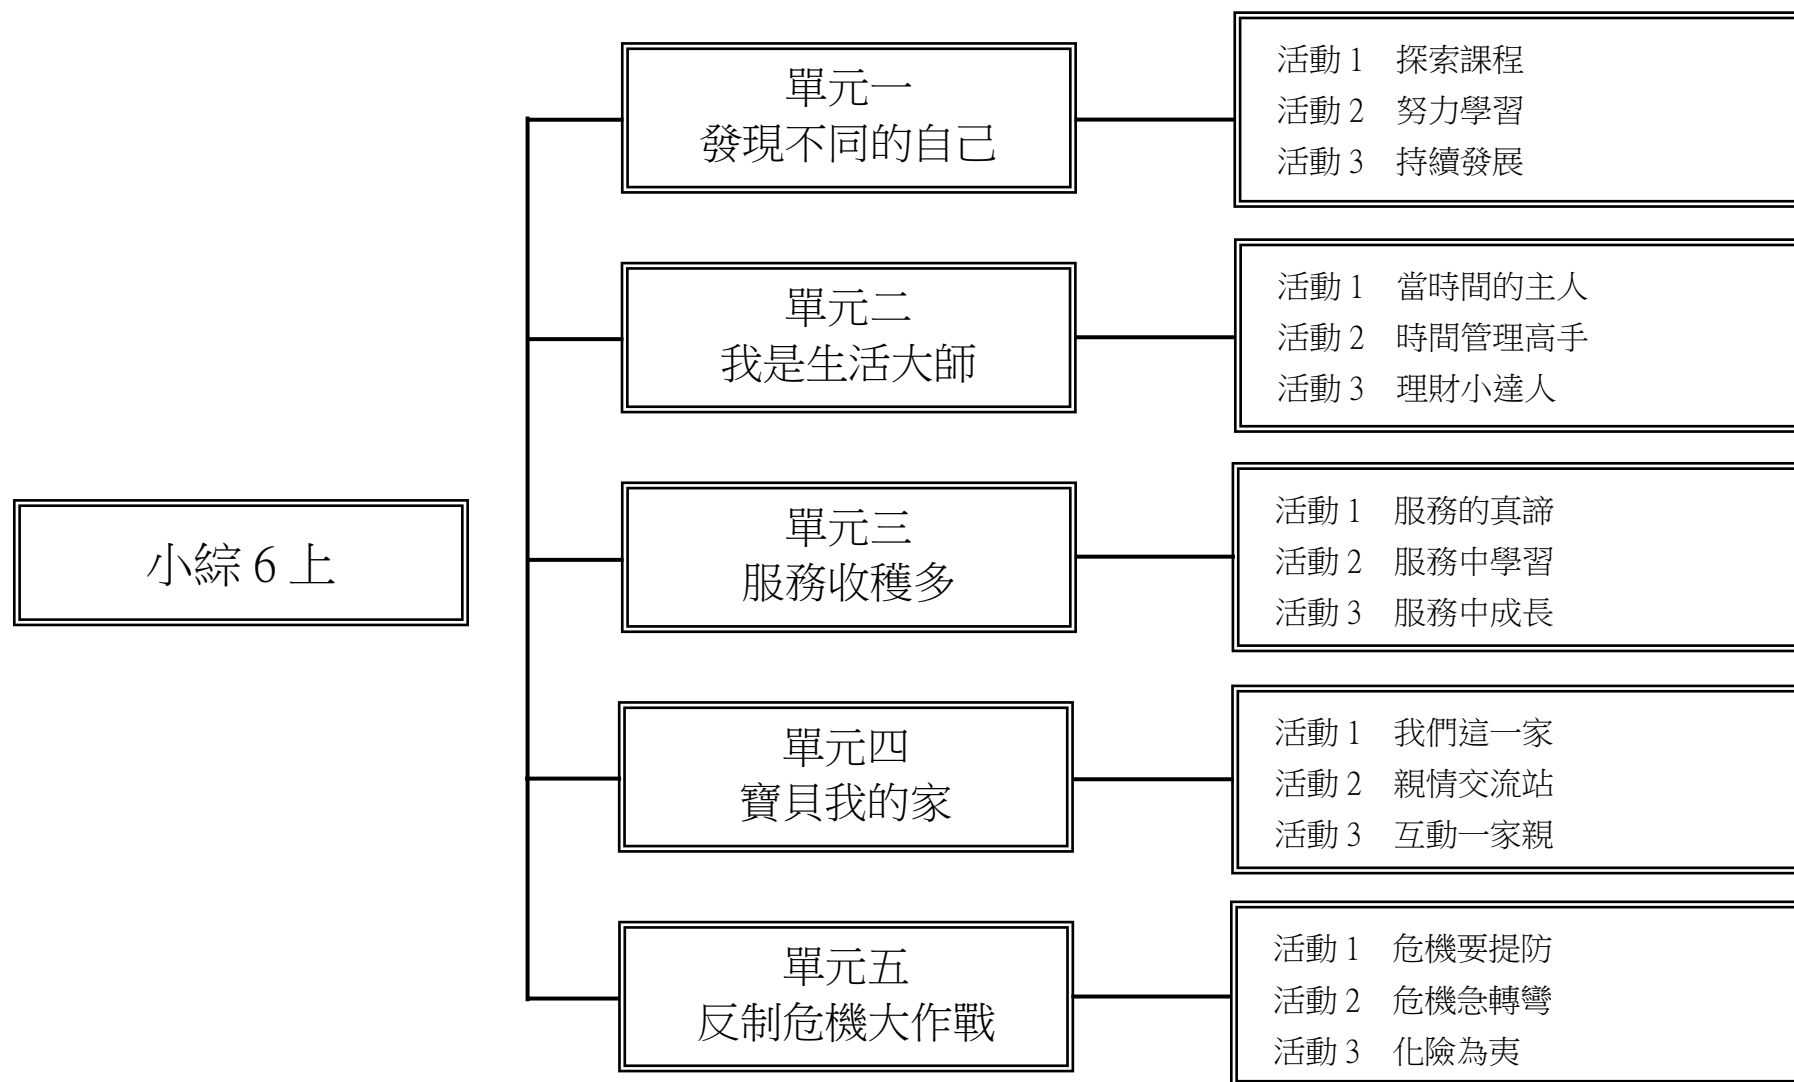 小綜 6 上
單元一
發現不同的自己
活動 1　探索課程
活動 2　努力學習
活動 3　持續發展
單元二
我是生活大師
活動 1　當時間的主人
活動 2　時間管理高手
活動 3　理財小達人
單元三
服務收穫多
活動 1　服務的真諦
活動 2　服務中學習
活動 3　服務中成長
單元四
寶貝我的家
活動 1　我們這一家
活動 2　親情交流站
活動 3　互動一家親
單元五
反制危機大作戰
活動 1　危機要提防
活動 2　危機急轉彎
活動 3　化險為夷